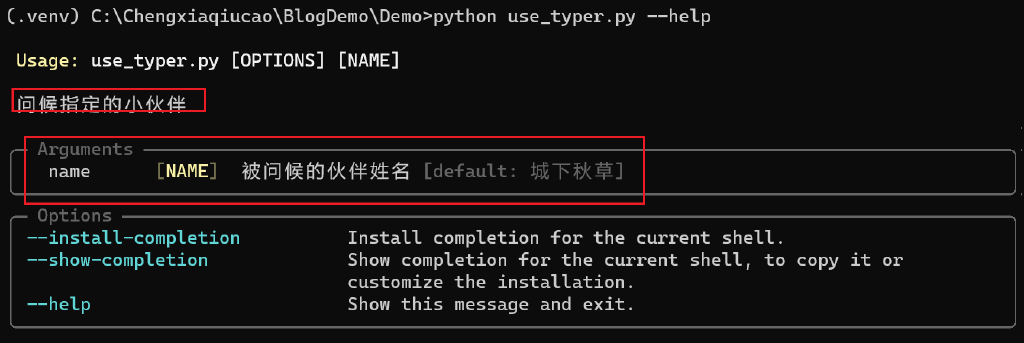 (.venv) C:\Chengxiaqiucao\BlogDemo\Demo>python use_typer.py --help
Usage: use_typer.py [OPTIONS] [NAME]
问候指定的小伙伴
Arguments
name [NAME] 被问候的伙伴姓名 [default: 城下秋草]
Options
--install-completion Install completion for the current shell.
--show-completion Show completion for the current shell, to copy it or
customize the installation.
--help Show this message and exit.